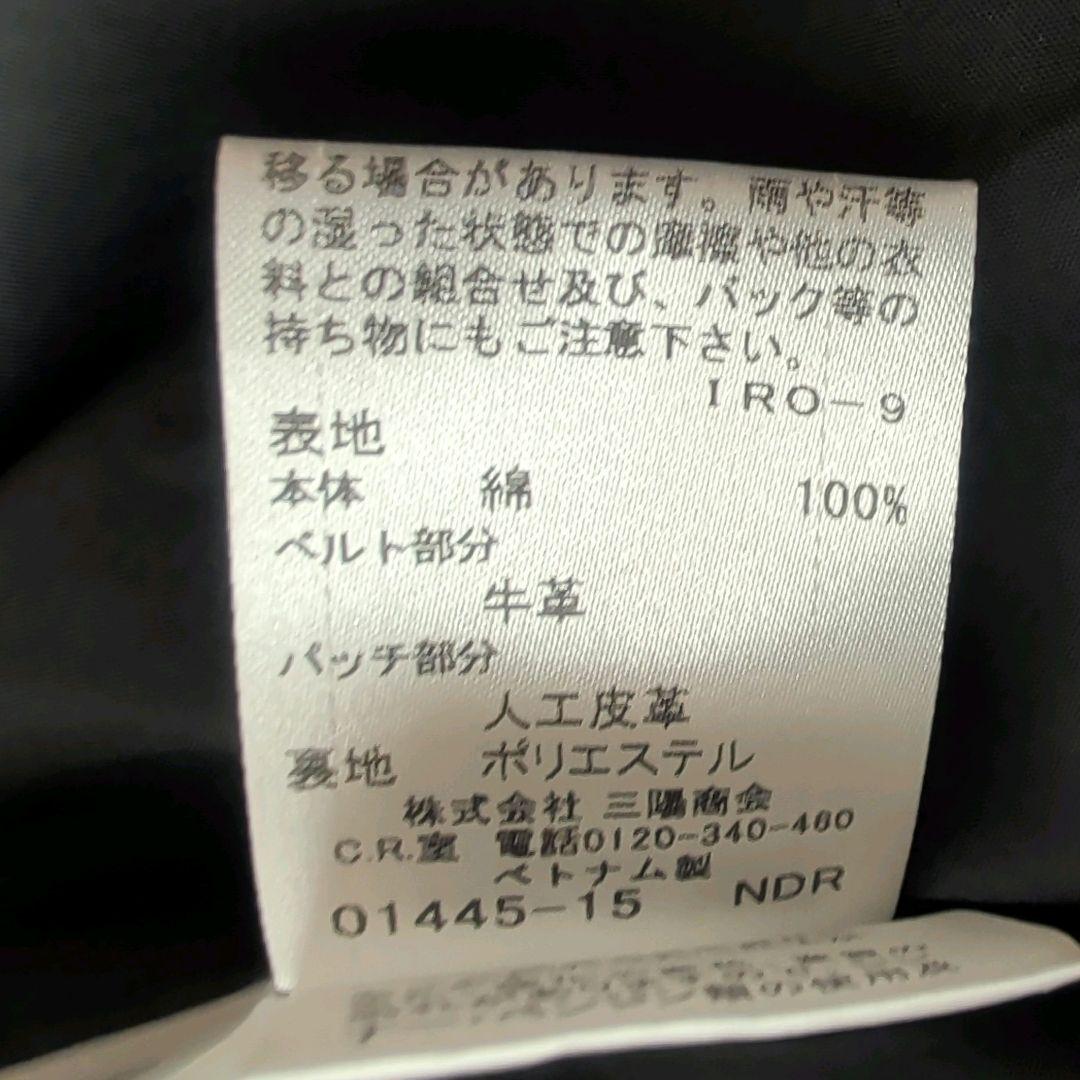 移る場合があります。雨や汗等
の湿った状態での摩擦や他の衣
料との組合せ及び、バック等の
持ち物にもご注意下さい。
IRO-9
表地
本体 綿 100%
ベルト部分
牛革
パッチ部分
人工皮革
裏地 ポリエステル
株式会社 三陽商会
C.R.室 電話0120-340-460
ベトナム製
01445-15 NDR